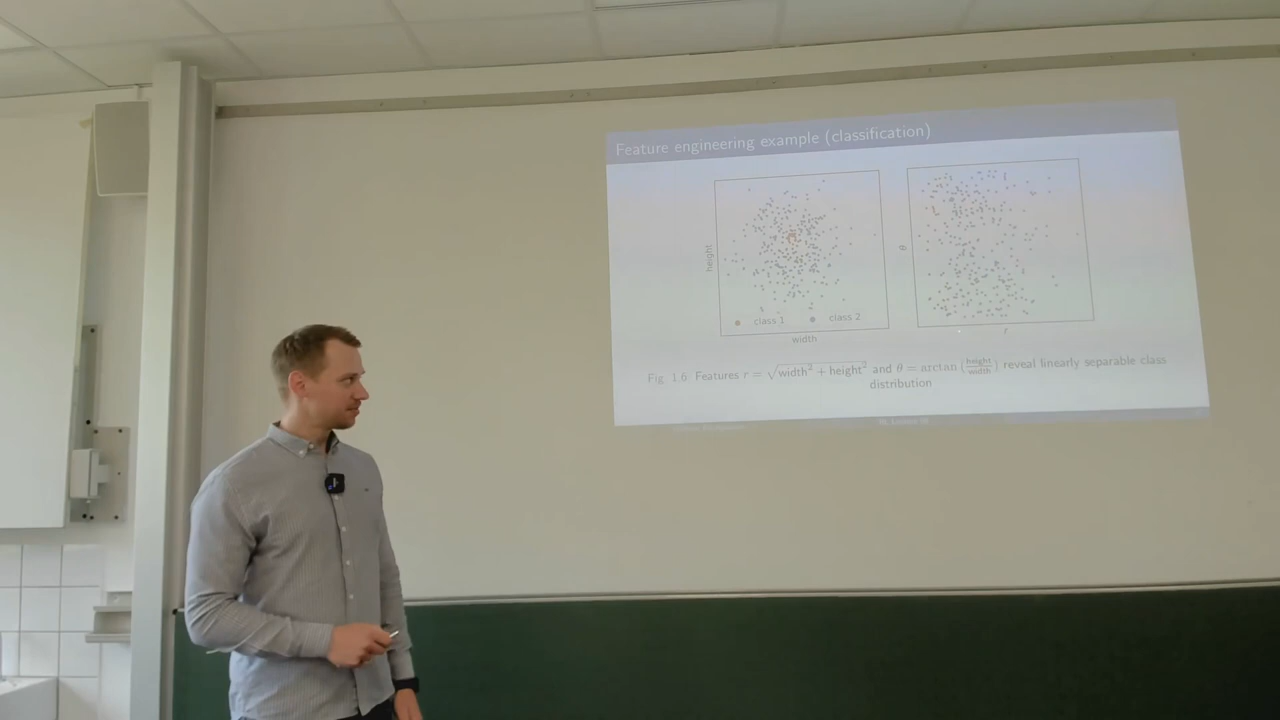 Feature engineering example (classification)
height
class 1
class 2
width
θ
r
Fig. 1.6: Features r = √width² + height² and θ = arctan (height/width) reveal linearly separable class
distribution